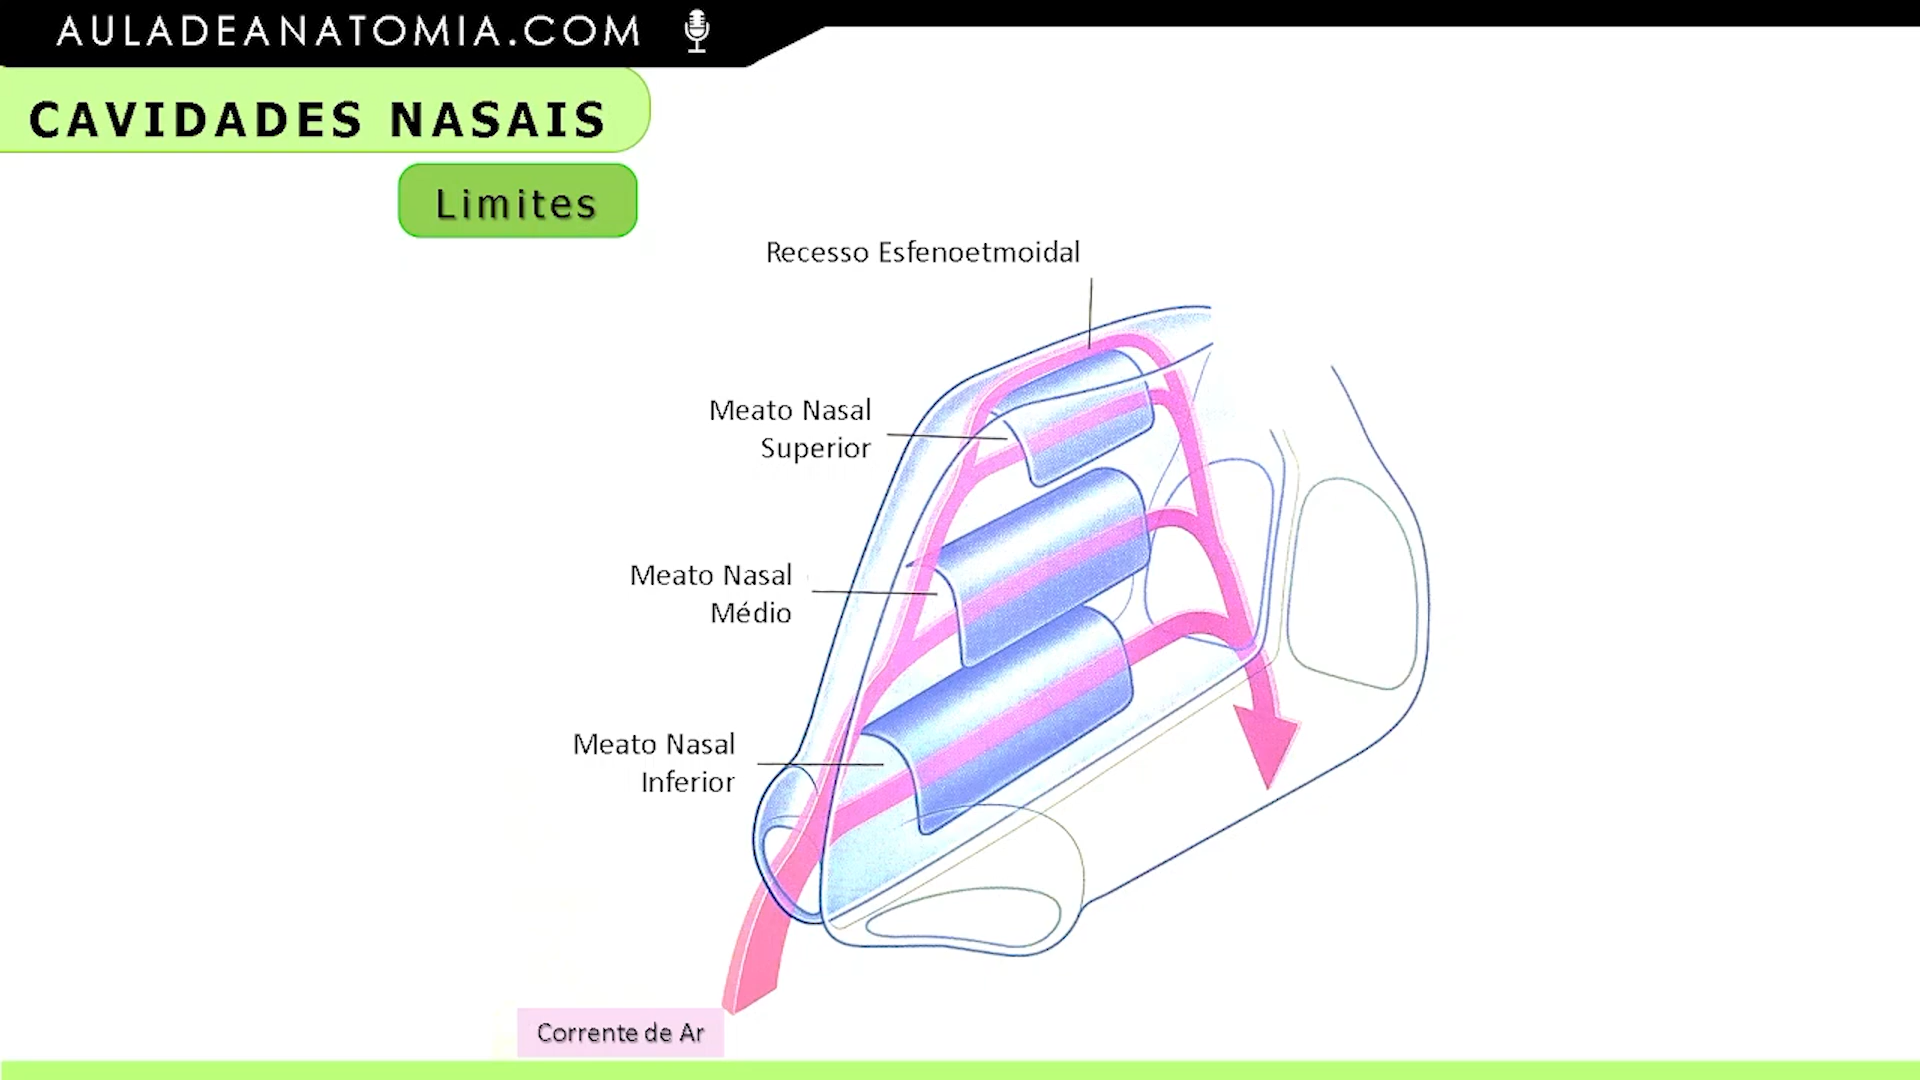 AULADEANATOMIA.COM
CAVIDADES NASAIS
Limites
Recesso Esfenoetmoidal
Meato Nasal
Superior
Meato Nasal
Médio
Meato Nasal
Inferior
Corrente de Ar